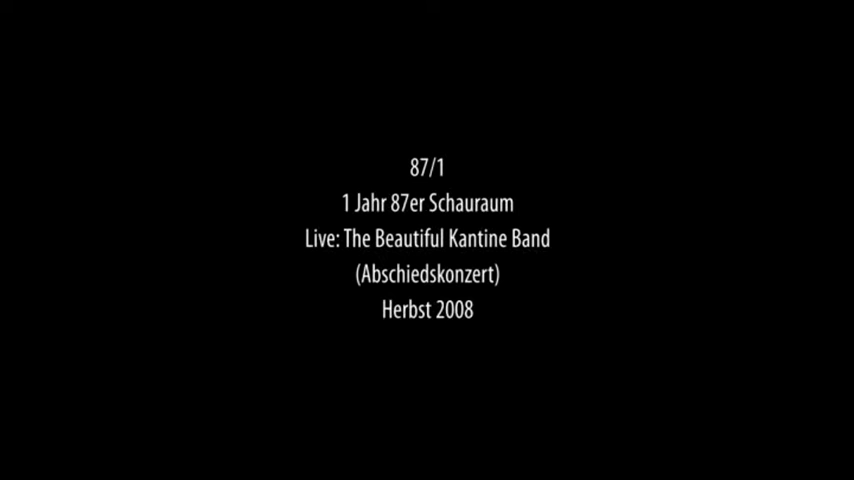 87/1
1 Jahr 87er Schauraum
Live: The Beautiful Kantine Band
(Abschiedskonzert)
Herbst 2008